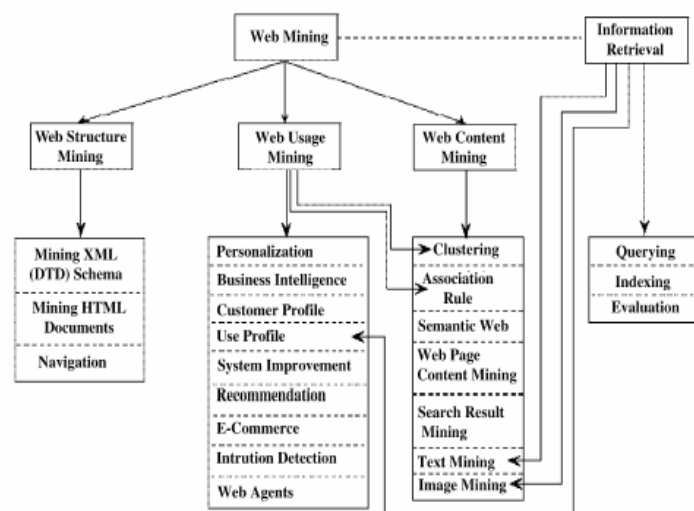 Web Mining
Information
Retrieval
Web Structure
Mining
Web Usage
Mining
Web Content
Mining
Mining XML
(DTD) Schema
Mining HTML
Documents
Navigation
Personalization
Business Intelligence
Customer Profile
Use Profile
System Improvement
Recommendation
E-Commerce
Intrution Detection
Web Agents
Clustering
Association
Rule
Semantic Web
Web Page
Content Mining
Search Result
Mining
Text Mining
Image Mining
Querying
Indexing
Evaluation